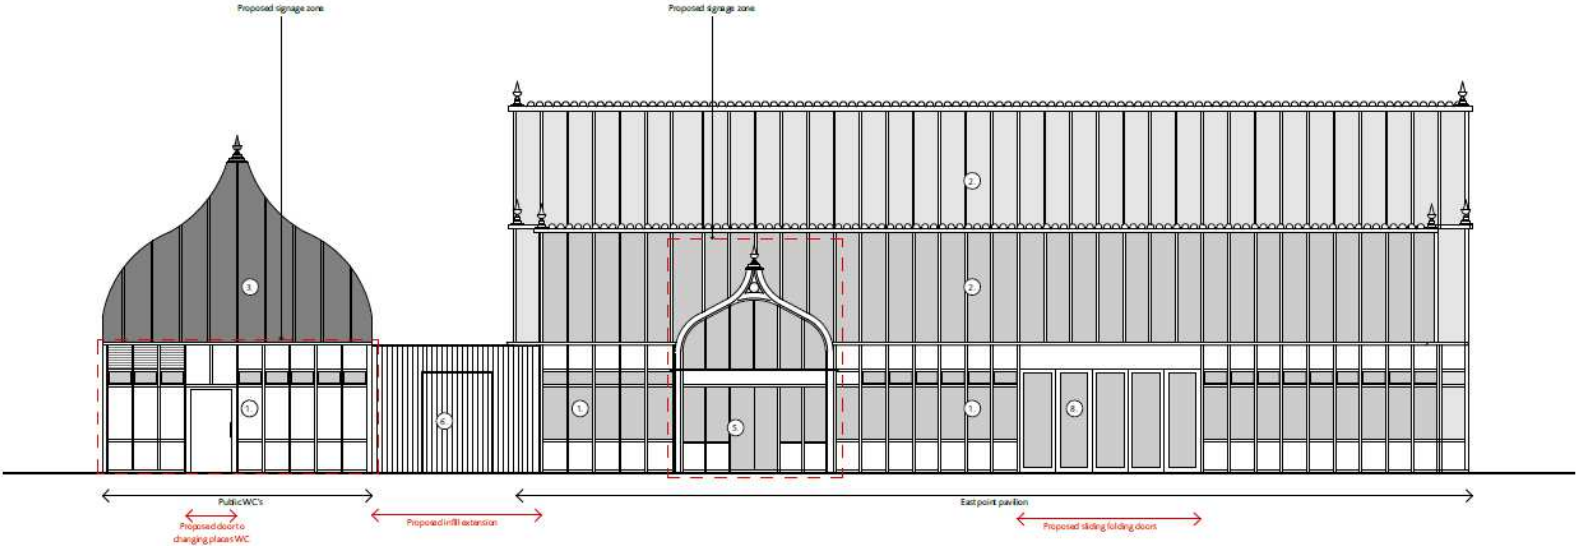 Proposed signage zone
Proposed signage zone
2.
3.
2.
1.
6.
1.
5.
1.
8.
Public WC's
East point pavilion
Proposed door to
changing places WC
Proposed infill extension
Proposed sliding folding doors